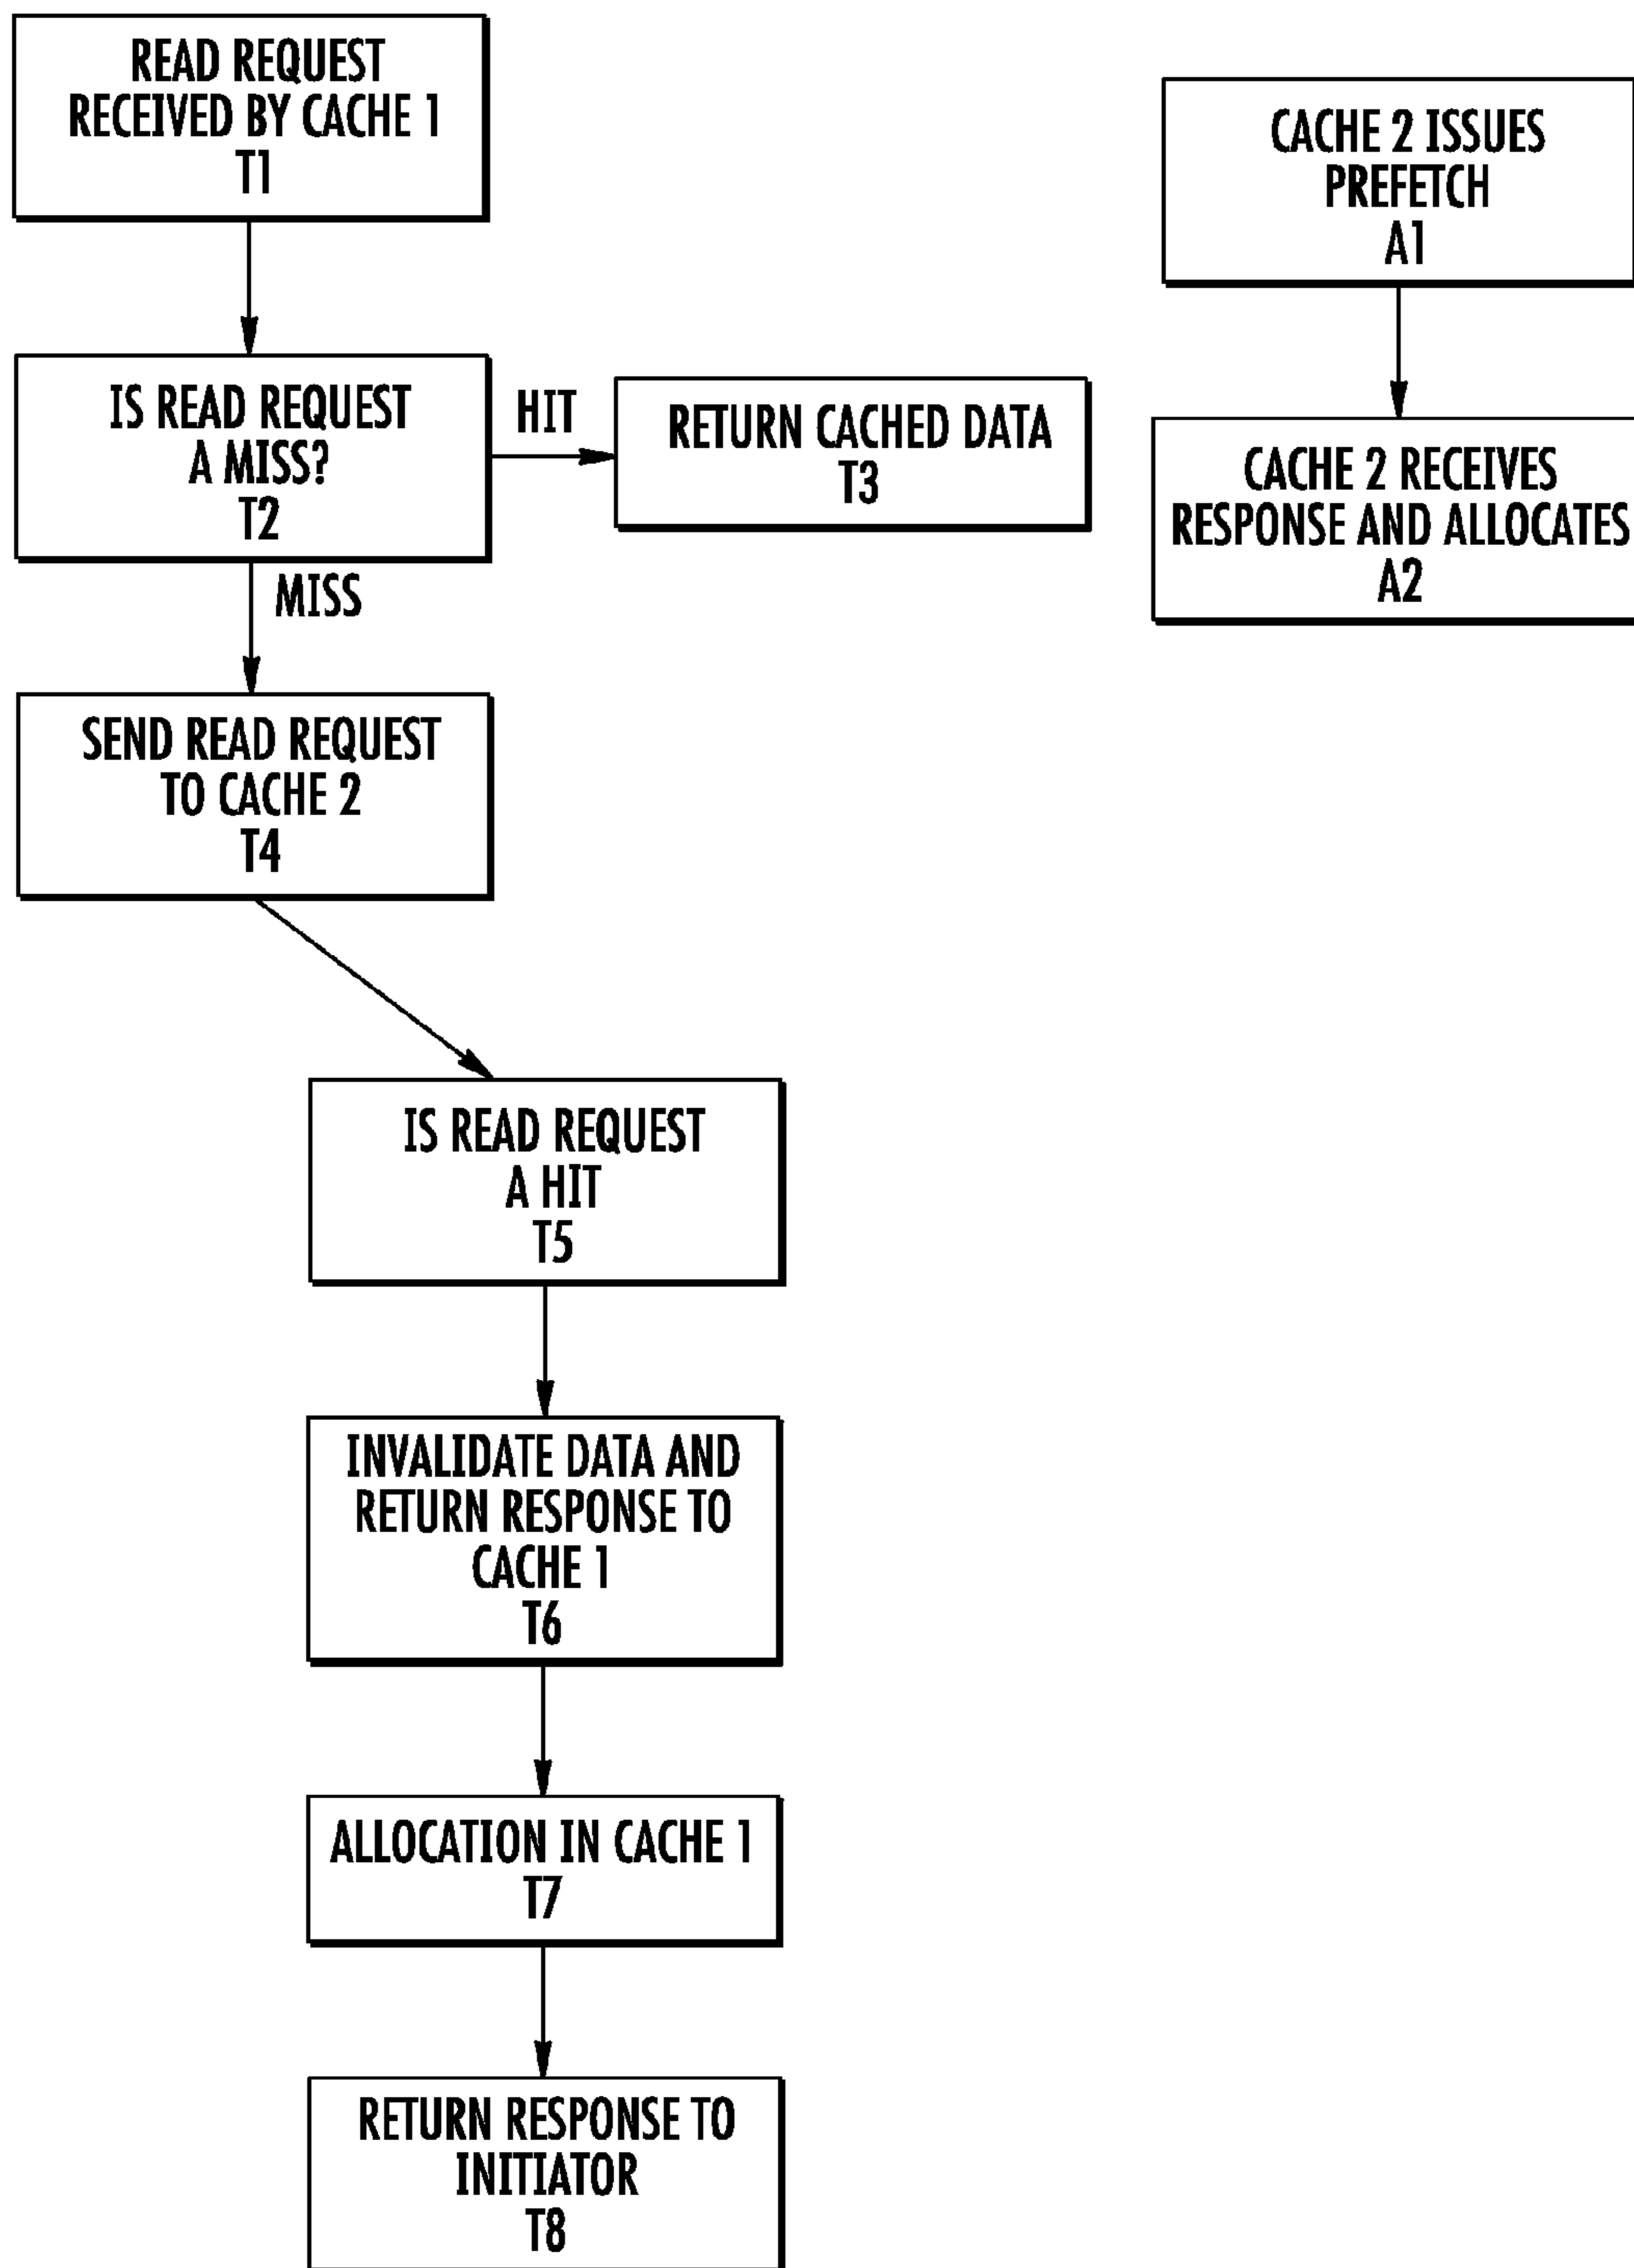 READ REQUEST
RECEIVED BY CACHE 1
T1
IS READ REQUEST
A MISS?
T2
HIT
RETURN CACHED DATA
T3
MISS
SEND READ REQUEST
TO CACHE 2
T4
IS READ REQUEST
A HIT
T5
INVALIDATE DATA AND
RETURN RESPONSE TO
CACHE 1
T6
ALLOCATION IN CACHE 1
T7
RETURN RESPONSE TO
INITIATOR
T8
CACHE 2 ISSUES
PREFETCH
A1
CACHE 2 RECEIVES
RESPONSE AND ALLOCATES
A2